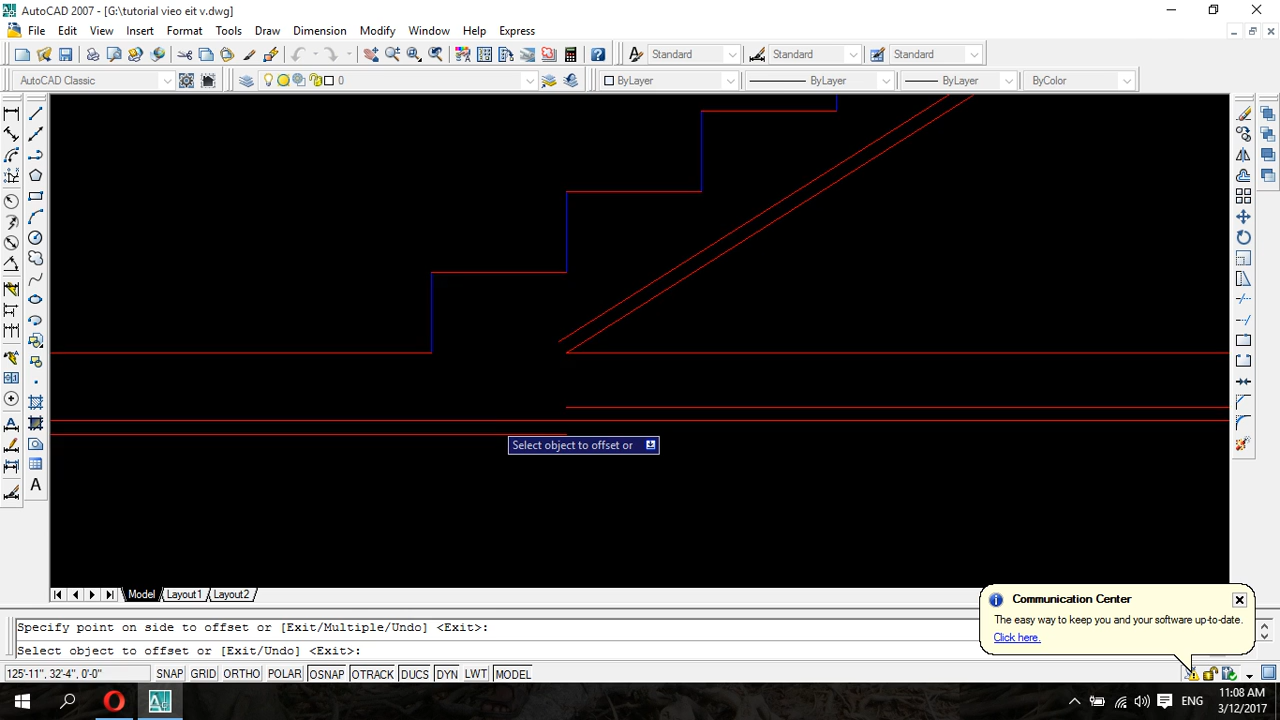 AutoCAD 2007 - [G:\tutorial vieo eit v.dwg]
File Edit View Insert Format Tools Draw Dimension Modify Window Help Express
Standard Standard Standard
AutoCAD Classic 0 ByLayer ByLayer ByLayer ByColor
Select object to offset or
Model Layout1 Layout2
Communication Center
The easy way to keep you and your software up-to-date.
Click here.
Specify point on side to offset or [Exit/Multiple/Undo] <Exit>:
Select object to offset or [Exit/Undo] <Exit>:
125'-11", 32'-4", 0'-0" SNAP GRID ORTHO POLAR OSNAP OTRACK DUCS DYN LWT MODEL
ENG 11:08 AM
3/12/2017